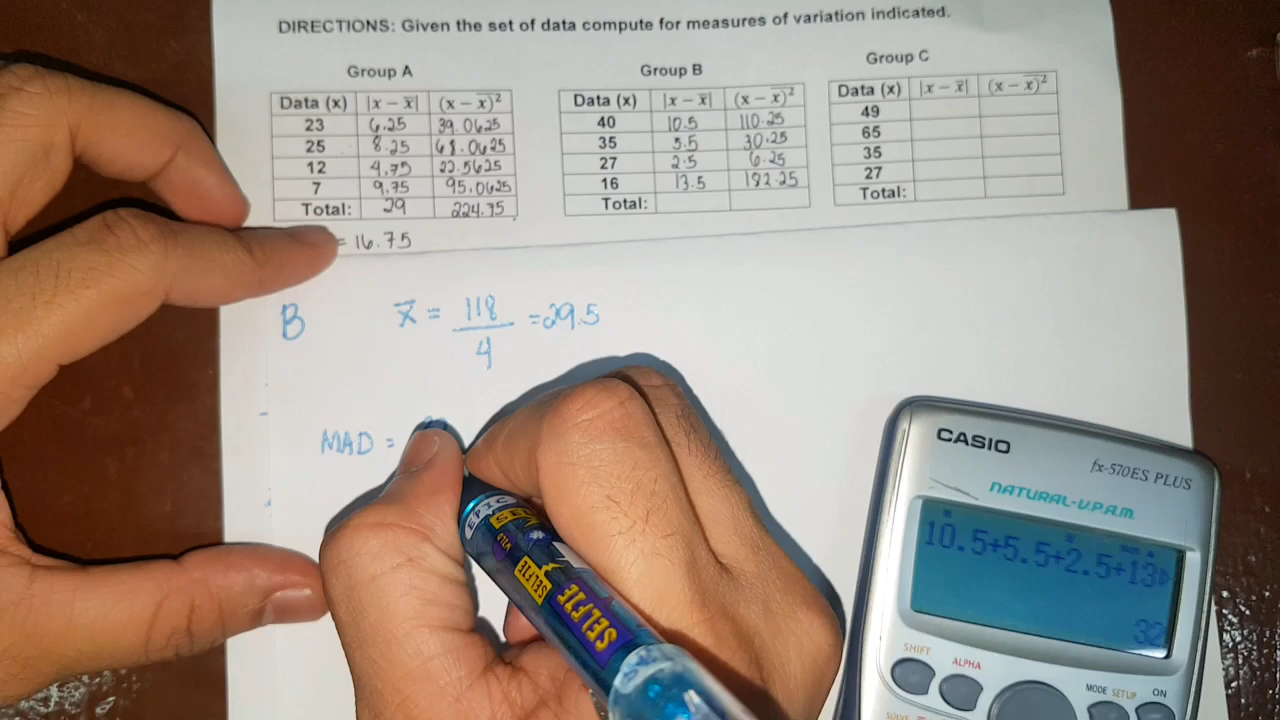 DIRECTIONS: Given the set of data compute for measures of variation indicated.
Group A
Data (x) |x − x̅| (x − x̅)²
23 6.25 39.0625
25 8.25 68.0625
12 4.75 22.5625
7 9.75 95.0625
Total: 29 224.75
= 16.75
Group B
Data (x) |x − x̅| (x − x̅)²
40 10.5 110.25
35 5.5 30.25
27 2.5 6.25
16 13.5 182.25
Total:
Group C
Data (x) |x − x̅| (x − x̅)²
49
65
35
27
Total:
B x̅ = 118/4 = 29.5
MAD =
EPIC
SELFIE
SELFIE
CASIO
fx-570ES PLUS
NATURAL-V.P.A.M.
10.5+5.5+2.5+13
32
SHIFT ALPHA MODE SETUP ON
SOLVE